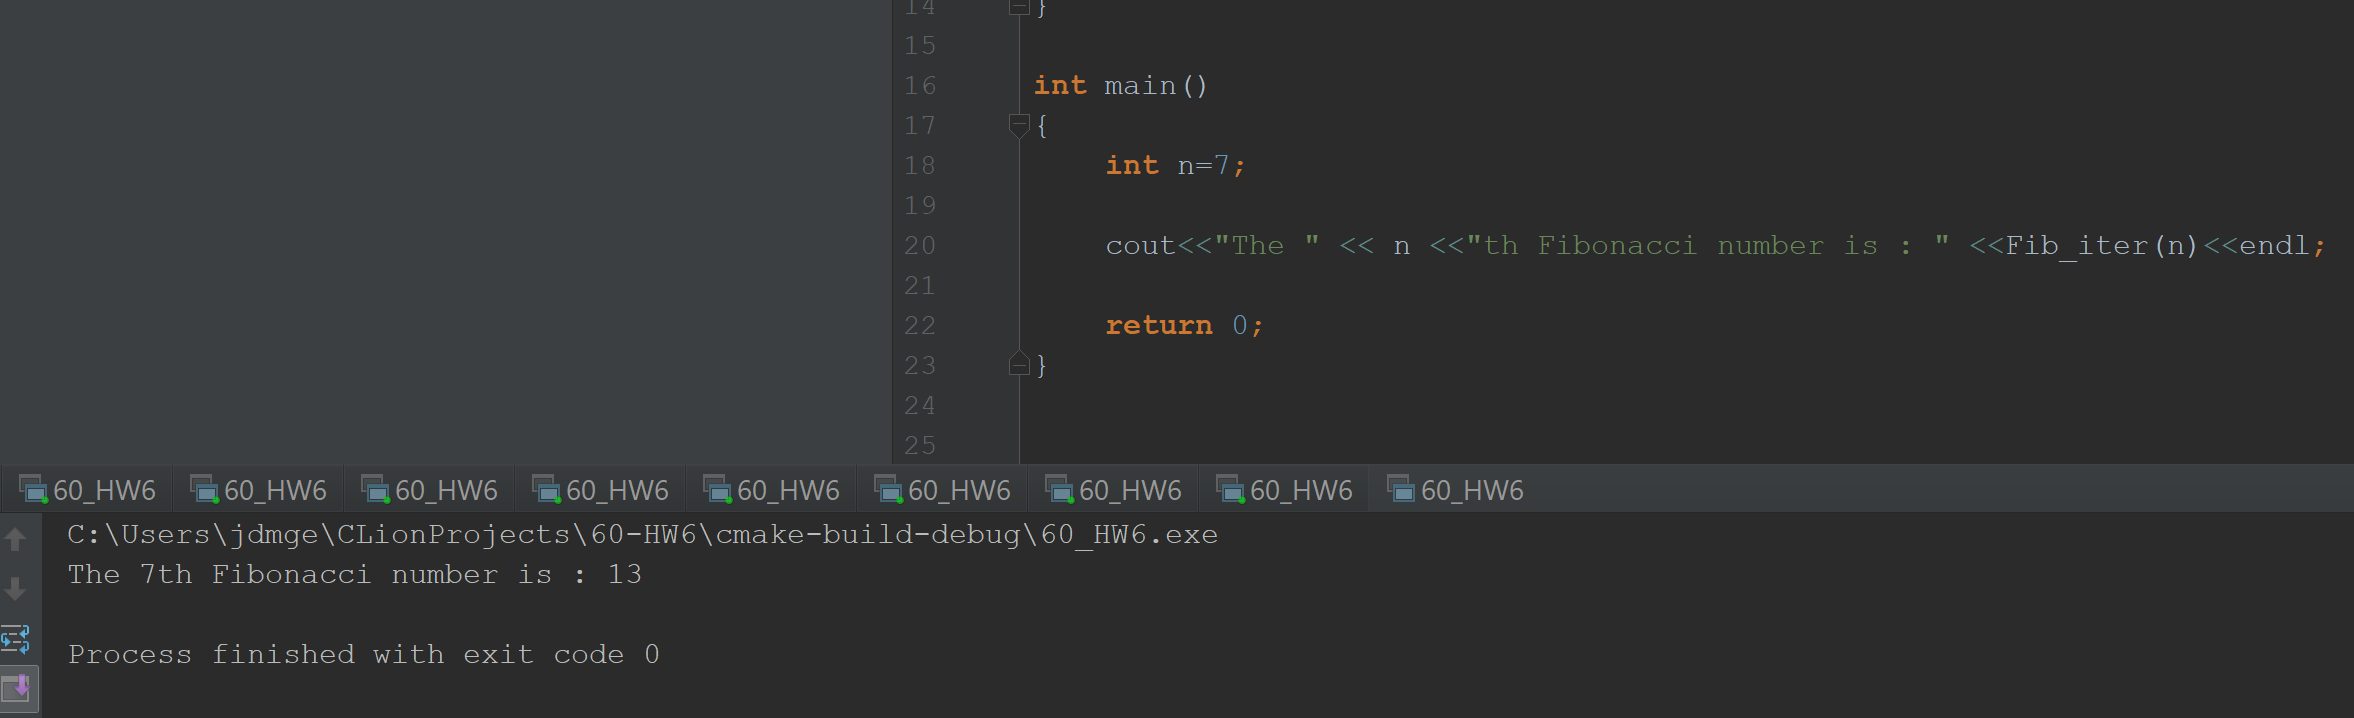 14 }
15
16 int main()
17 {
18 int n=7;
19
20 cout<<"The " << n <<"th Fibonacci number is : " <<Fib_iter(n)<<endl;
21
22 return 0;
23 }
24
25
60_HW6 60_HW6 60_HW6 60_HW6 60_HW6 60_HW6 60_HW6 60_HW6 60_HW6
C:\Users\jdmge\CLionProjects\60-HW6\cmake-build-debug\60_HW6.exe
The 7th Fibonacci number is : 13
Process finished with exit code 0